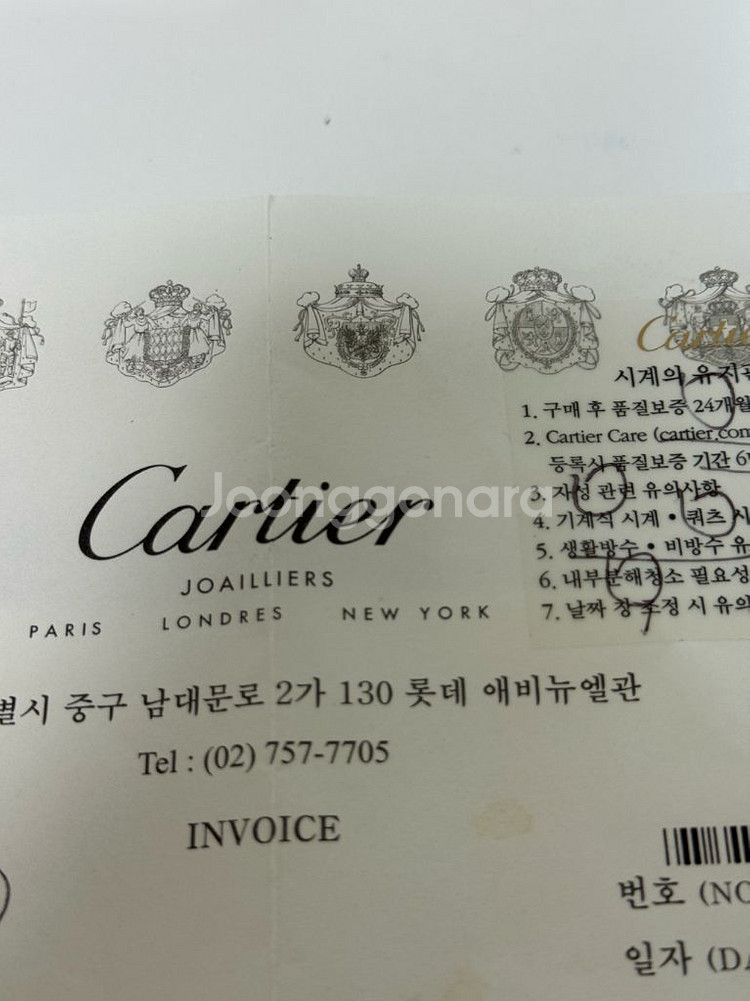 Cartier
시계의 유지관
1. 구매 후 품질보증 24개월
2. Cartier Care (cartier.com
등록시 품질보증 기간 6
3. 자성 관련 유의사항
4. 기계식 시계 • 쿼츠 시
5. 생활방수 • 비방수 유
6. 내부분해청소 필요성
7. 날짜 창 조정 시 유의
Joonggonara
Cartier
JOAILLIERS
PARIS LONDRES NEW YORK
별시 중구 남대문로 2가 130 롯데 애비뉴엘관
Tel : (02) 757-7705
INVOICE
번호 (NO
일자 (DA